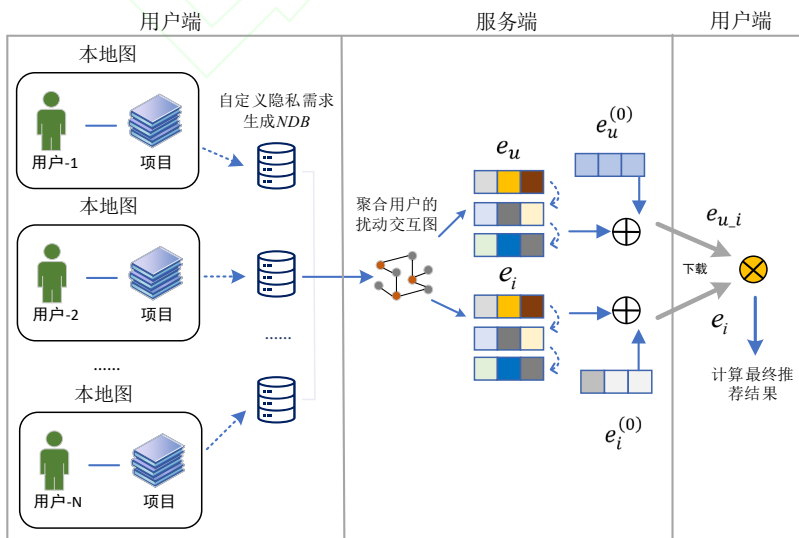 用户端
服务端
用户端
本地图
用户-1
项目
自定义隐私需求
生成NDB
本地图
用户-2
项目
......
......
本地图
用户-N
项目
聚合用户的
扰动交互图
e_u
e_u^{(0)}
e_i
e_i^{(0)}
e_{u_i}
下载
e_i
计算最终推
荐结果